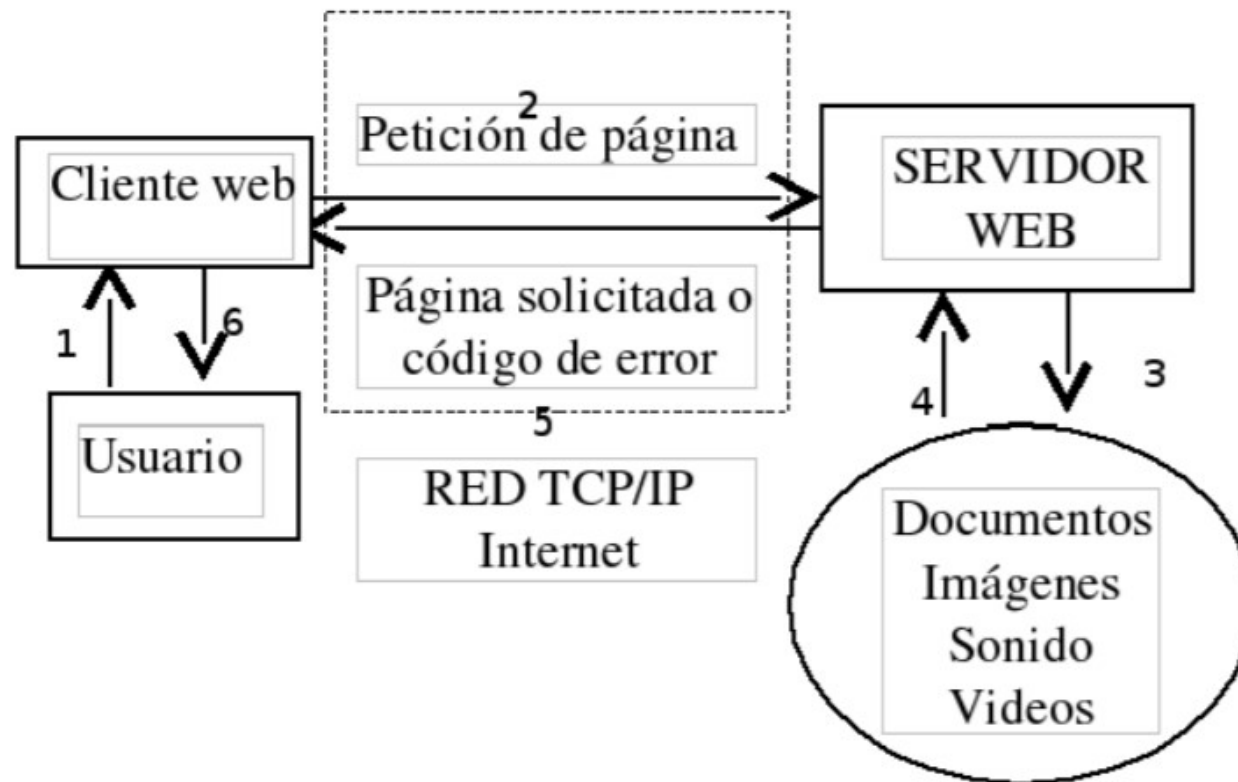 2
Petición de página
Cliente web
SERVIDOR
WEB
Página solicitada o
código de error
1
6
5
4
3
Usuario
RED TCP/IP
Internet
Documentos
Imágenes
Sonido
Videos